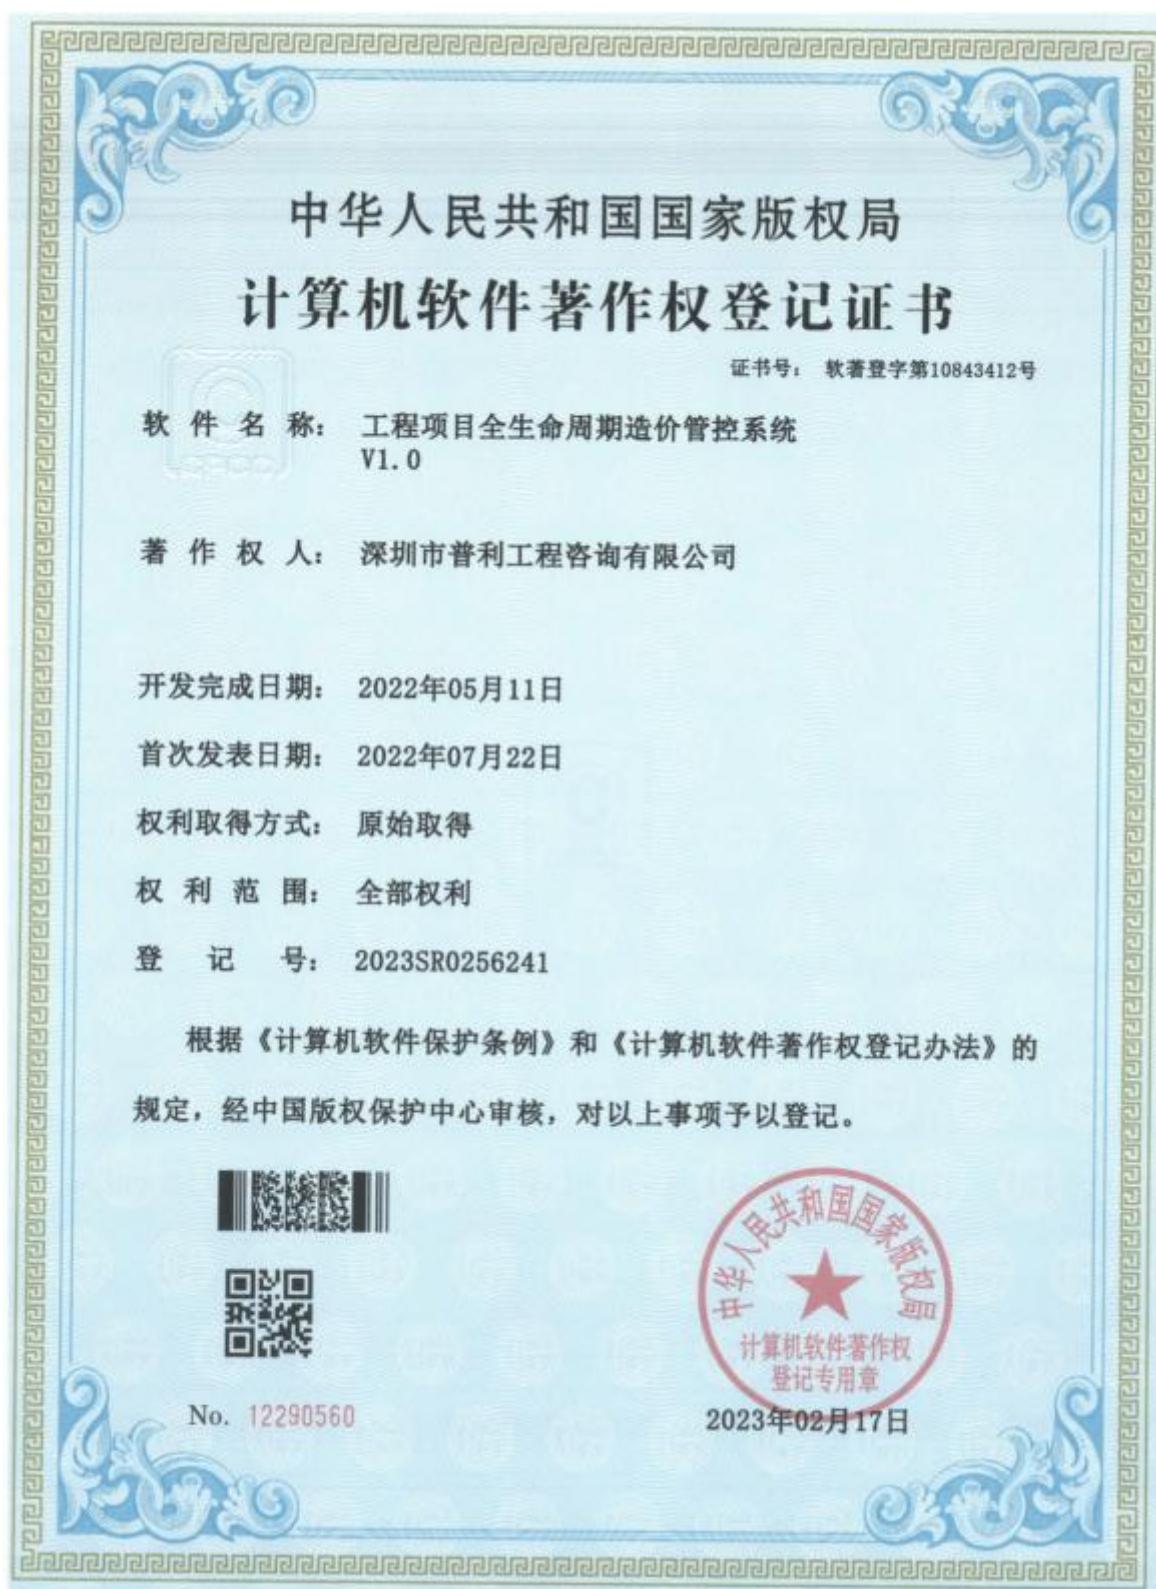 中华人民共和国国家版权局
计算机软件著作权登记证书
证书号： 软著登字第10843412号
软件名称： 工程项目全生命周期造价管控系统
V1.0
著作权人： 深圳市普利工程咨询有限公司
开发完成日期： 2022年05月11日
首次发表日期： 2022年07月22日
权利取得方式： 原始取得
权利范围： 全部权利
登记号： 2023SR0256241
根据《计算机软件保护条例》和《计算机软件著作权登记办法》的
规定，经中国版权保护中心审核，对以上事项予以登记。
中华人民共和国国家版权局
计算机软件著作权
登记专用章
No. 12290560
2023年02月17日